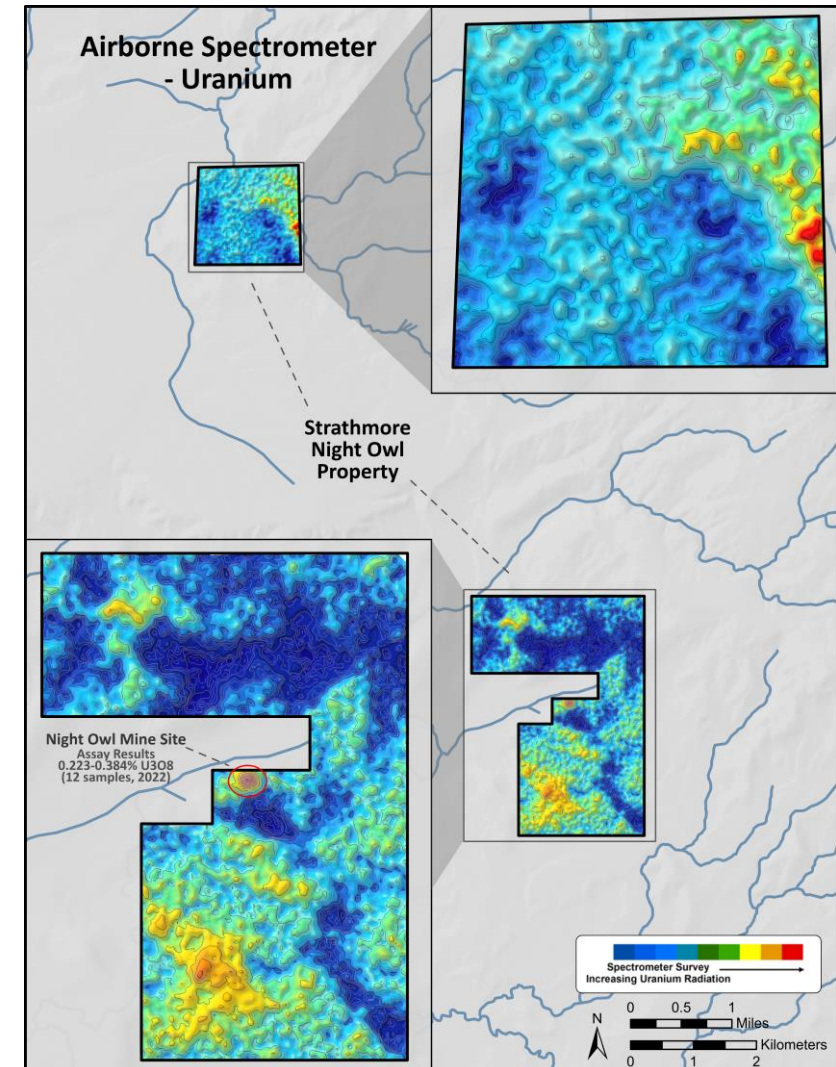 Airborne Spectrometer
- Uranium
Strathmore
Night Owl
Property
Night Owl Mine Site
Assay Results
0.223-0.384% U3O8
(12 samples, 2022)
Spectrometer Survey
Increasing Uranium Radiation
N
0 0.5 1
Miles
Kilometers
0 1 2